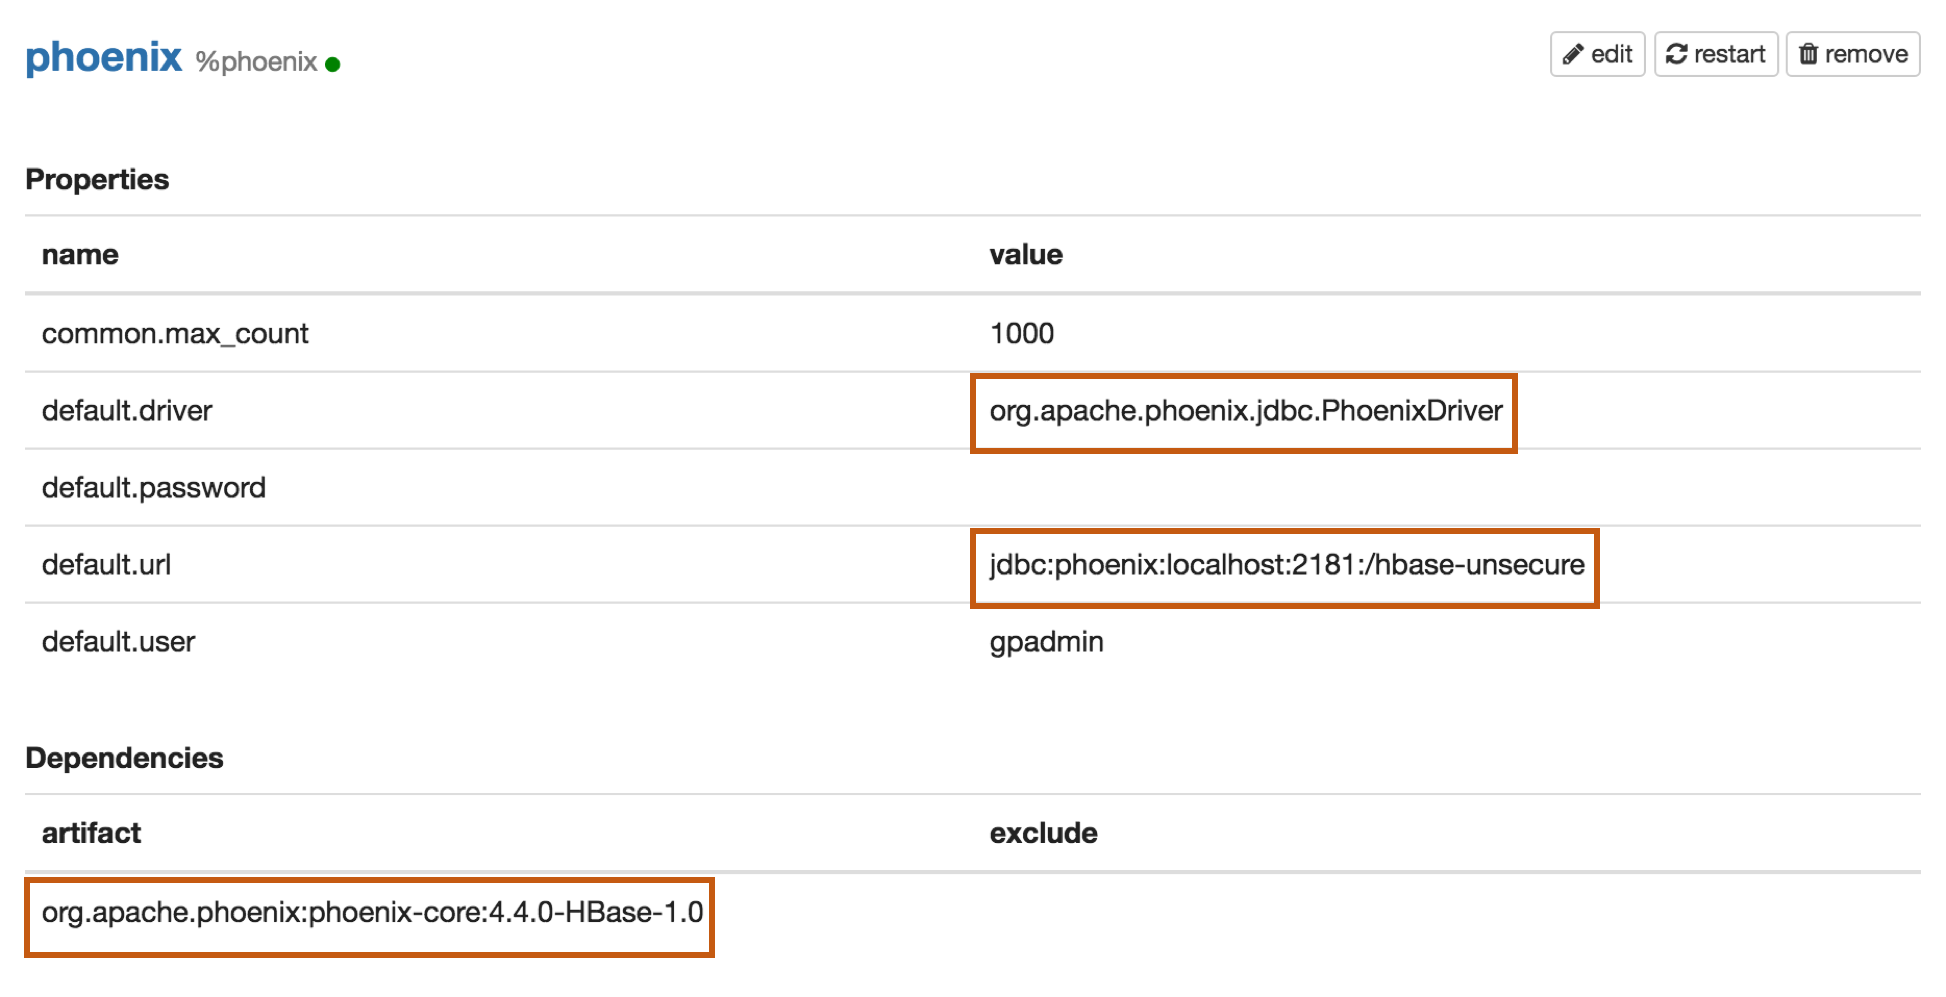 phoenix %phoenix
edit restart remove
Properties
name value
common.max_count 1000
default.driver org.apache.phoenix.jdbc.PhoenixDriver
default.password
default.url jdbc:phoenix:localhost:2181:/hbase-unsecure
default.user gpadmin
Dependencies
artifact exclude
org.apache.phoenix:phoenix-core:4.4.0-HBase-1.0